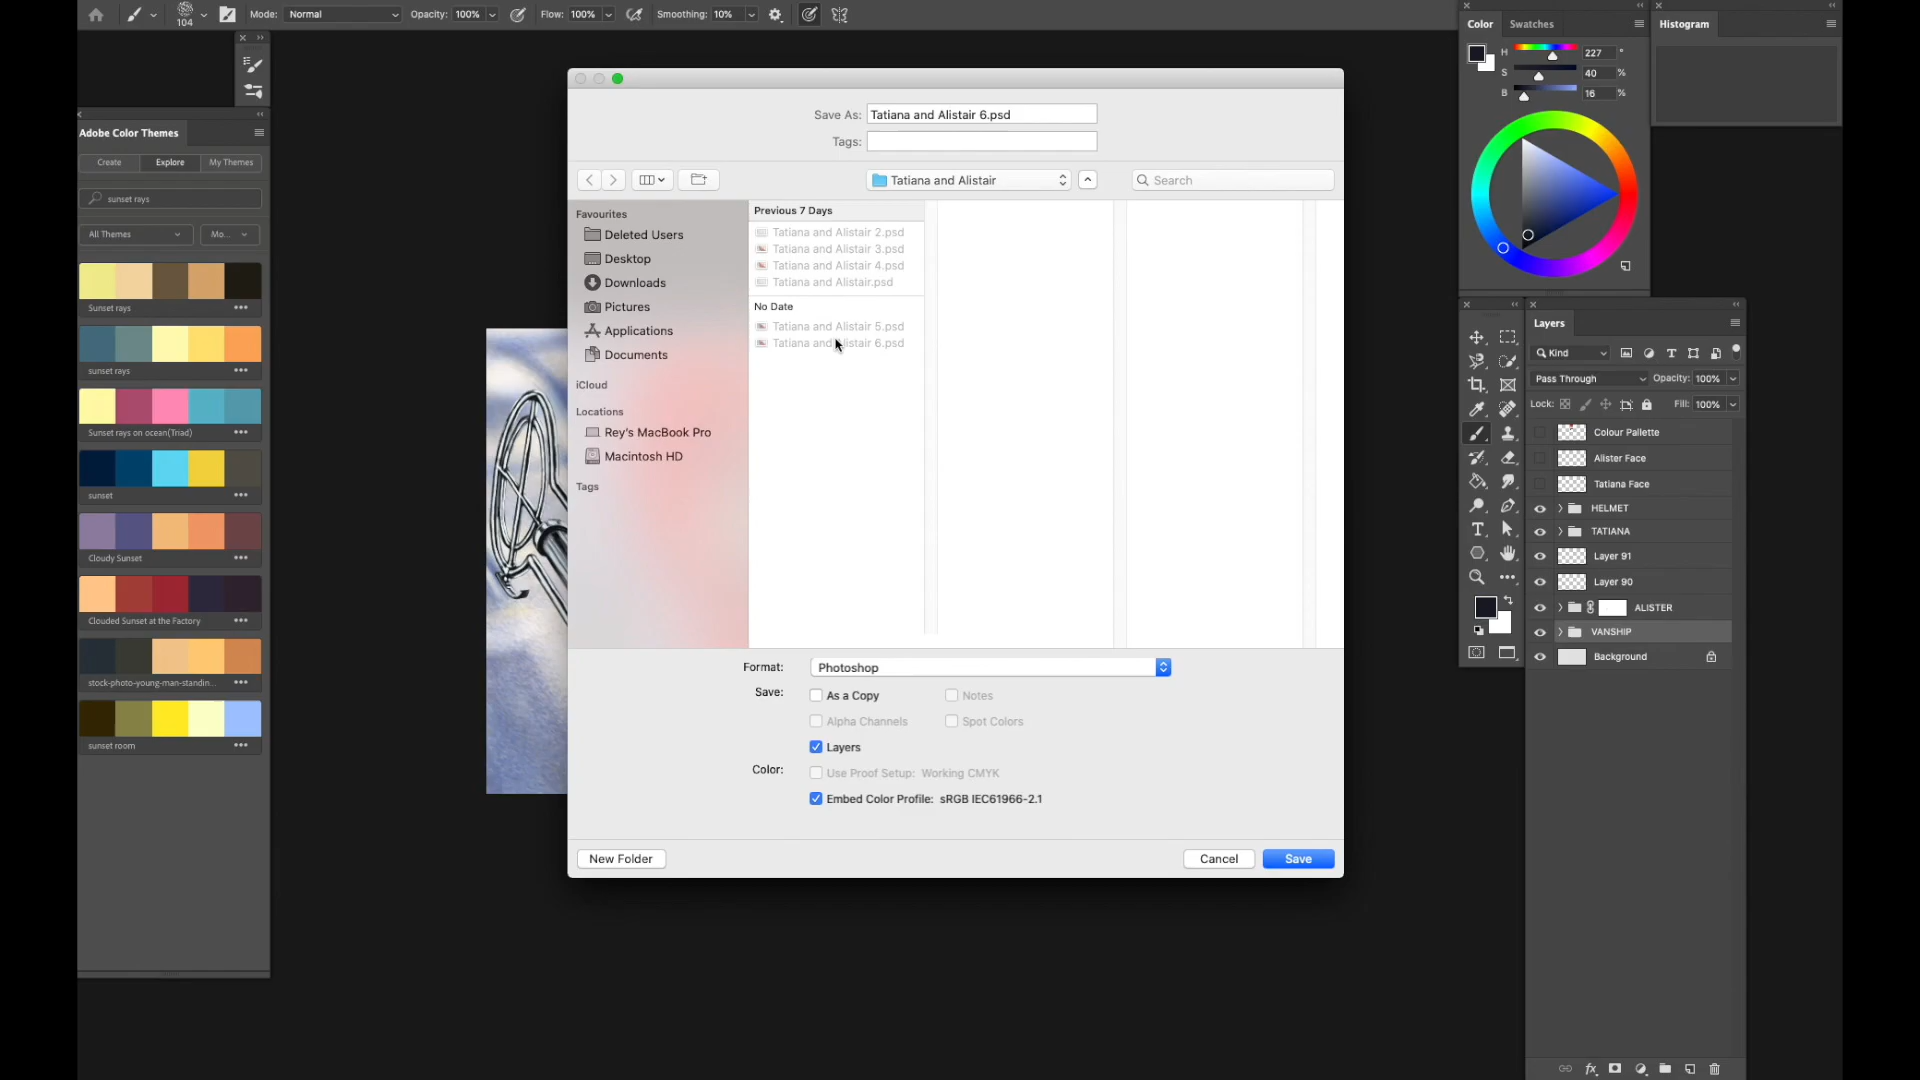 104
Mode: Normal
Opacity: 100%
Flow: 100%
Smoothing: 10%
Adobe Color Themes
Create
Explore
My Themes
sunset rays
All Themes
Mo...
Sunset rays
sunset rays
Sunset rays on ocean(Triad)
sunset
Cloudy Sunset
Clouded Sunset at the Factory
stock-photo-young-man-standin...
sunset room
Save As: Tatiana and Alistair 6.psd
Tags:
Tatiana and Alistair
Search
Favourites
Deleted Users
Desktop
Downloads
Pictures
Applications
Documents
iCloud
Locations
Rey's MacBook Pro
Macintosh HD
Tags
Previous 7 Days
Tatiana and Alistair 2.psd
Tatiana and Alistair 3.psd
Tatiana and Alistair 4.psd
Tatiana and Alistair.psd
No Date
Tatiana and Alistair 5.psd
Tatiana and Alistair 6.psd
Format: Photoshop
Save:
As a Copy
Notes
Alpha Channels
Spot Colors
Layers
Color:
Use Proof Setup: Working CMYK
Embed Color Profile: sRGB IEC61966-2.1
New Folder
Cancel
Save
Color
Swatches
H 227 °
S 40 %
B 16 %
Histogram
Layers
Kind
Pass Through
Opacity: 100%
Lock:
Fill: 100%
Colour Pallette
Alister Face
Tatiana Face
HELMET
TATIANA
Layer 91
Layer 90
ALISTER
VANSHIP
Background